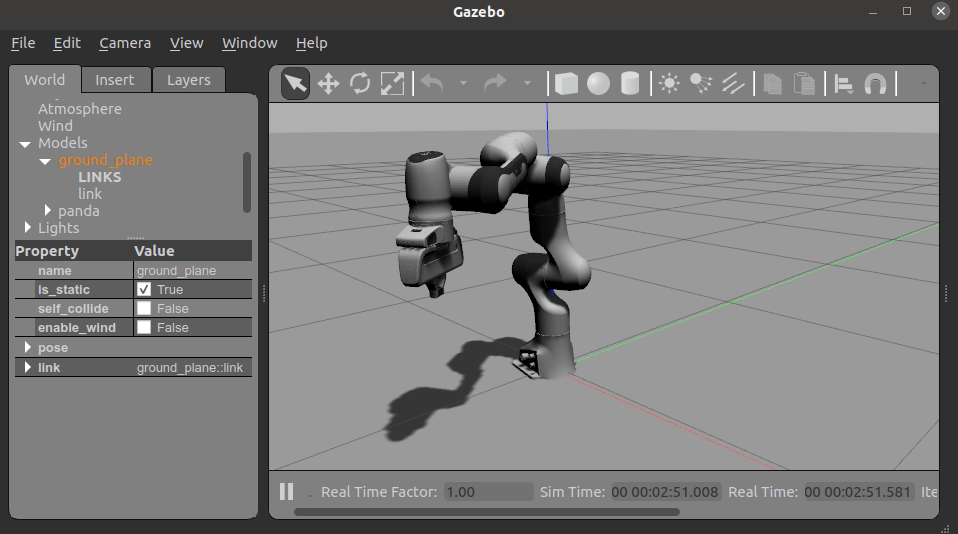 Gazebo
File Edit Camera View Window Help
World Insert Layers
Atmosphere
Wind
Models
ground_plane
LINKS
link
panda
Lights
Property Value
name ground_plane
is_static True
self_collide False
enable_wind False
pose
link ground_plane::link
Real Time Factor: 1.00 Sim Time: 00 00:02:51.008 Real Time: 00 00:02:51.581 Ite